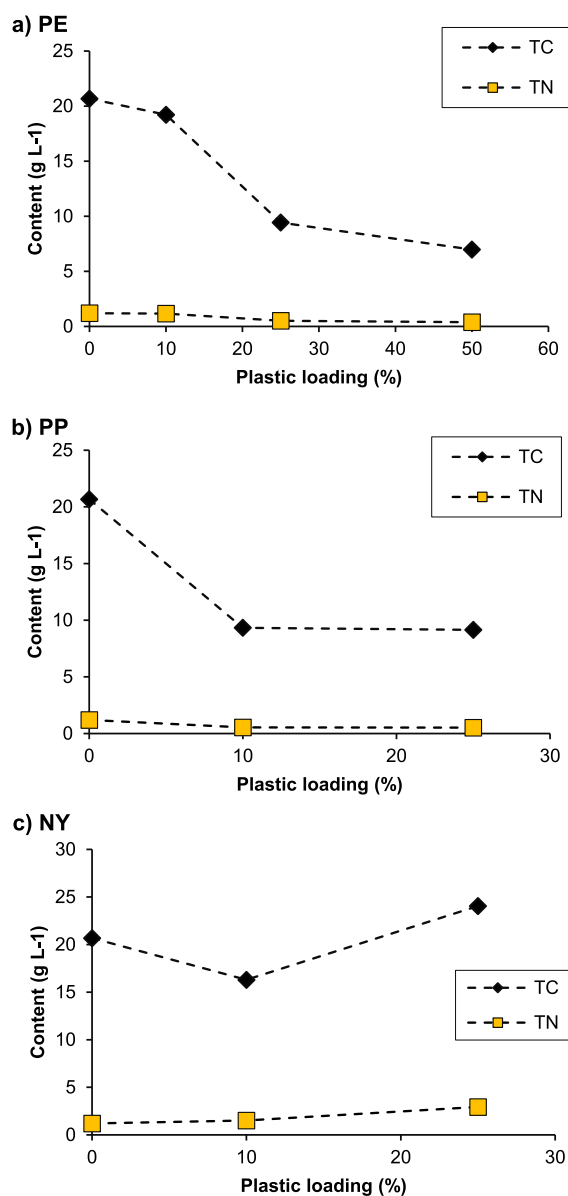 a) PE
25
20
15
10
5
0
0 10 20 30 40 50 60
Content (g L-1)
Plastic loading (%)
TC
TN
b) PP
25
20
15
10
5
0
0 10 20 30
Content (g L-1)
Plastic loading (%)
TC
TN
c) NY
30
25
20
15
10
5
0
0 10 20 30
Content (g L-1)
Plastic loading (%)
TC
TN